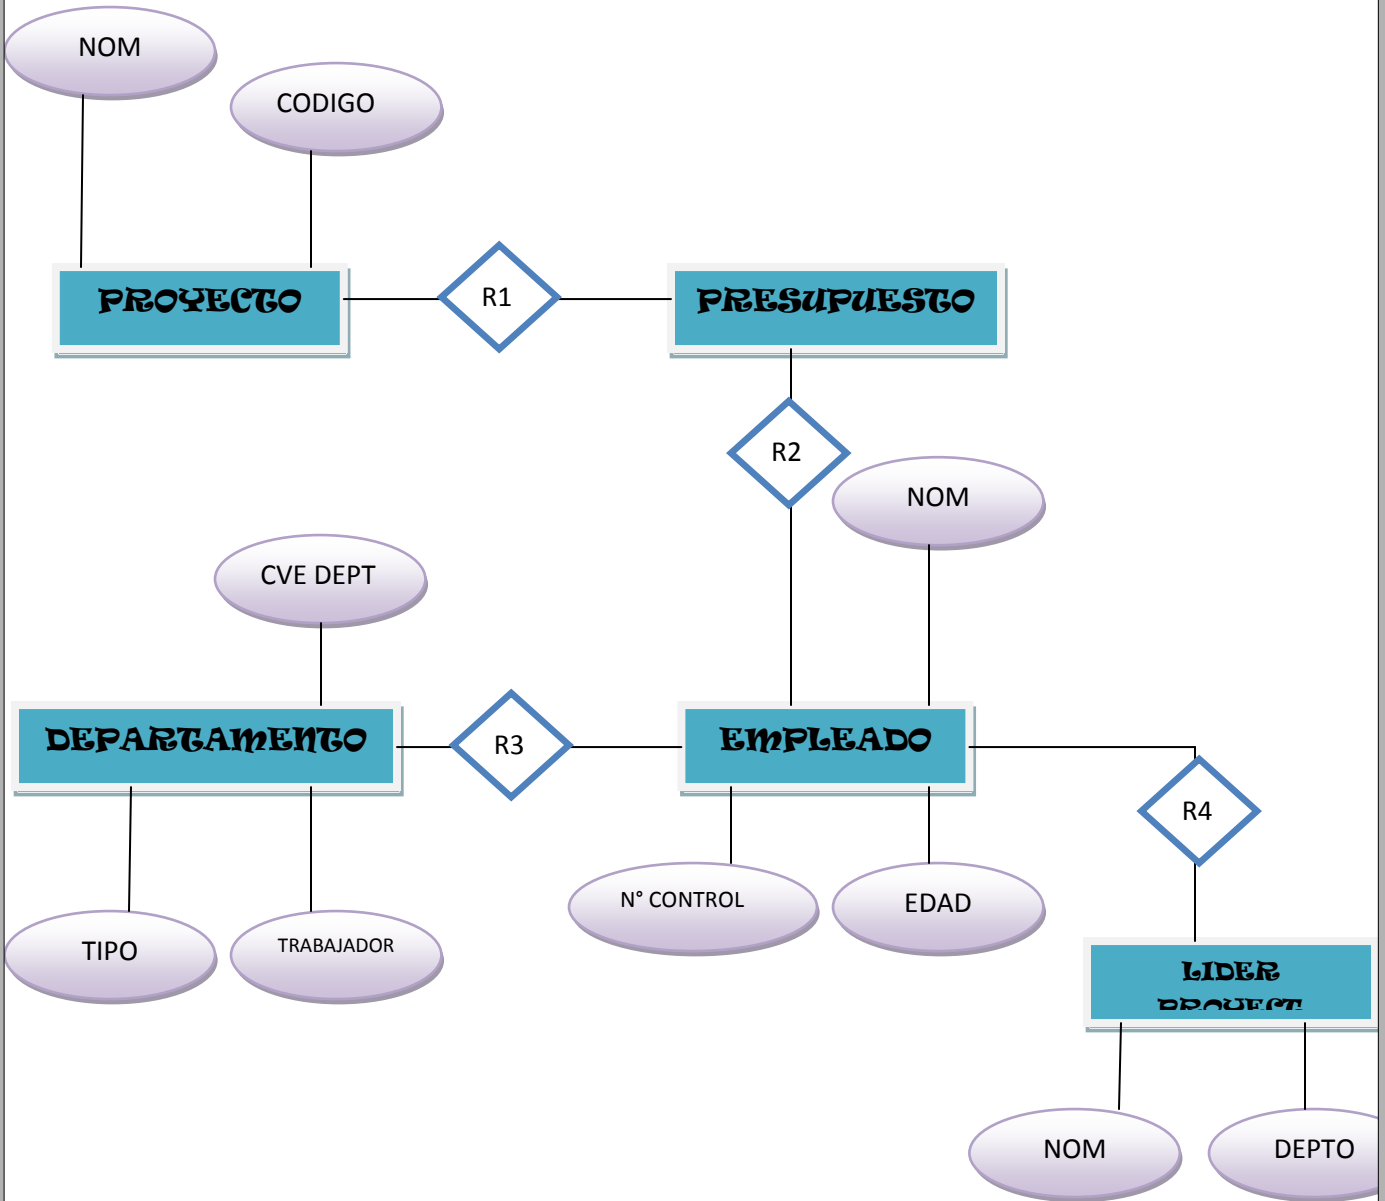 NOM
CODIGO
PROYECTO
R1
PRESUPUESTO
R2
NOM
CVE DEPT
DEPARTAMENTO
R3
EMPLEADO
R4
N° CONTROL
EDAD
TIPO
TRABAJADOR
LIDER
PROYECT
NOM
DEPTO